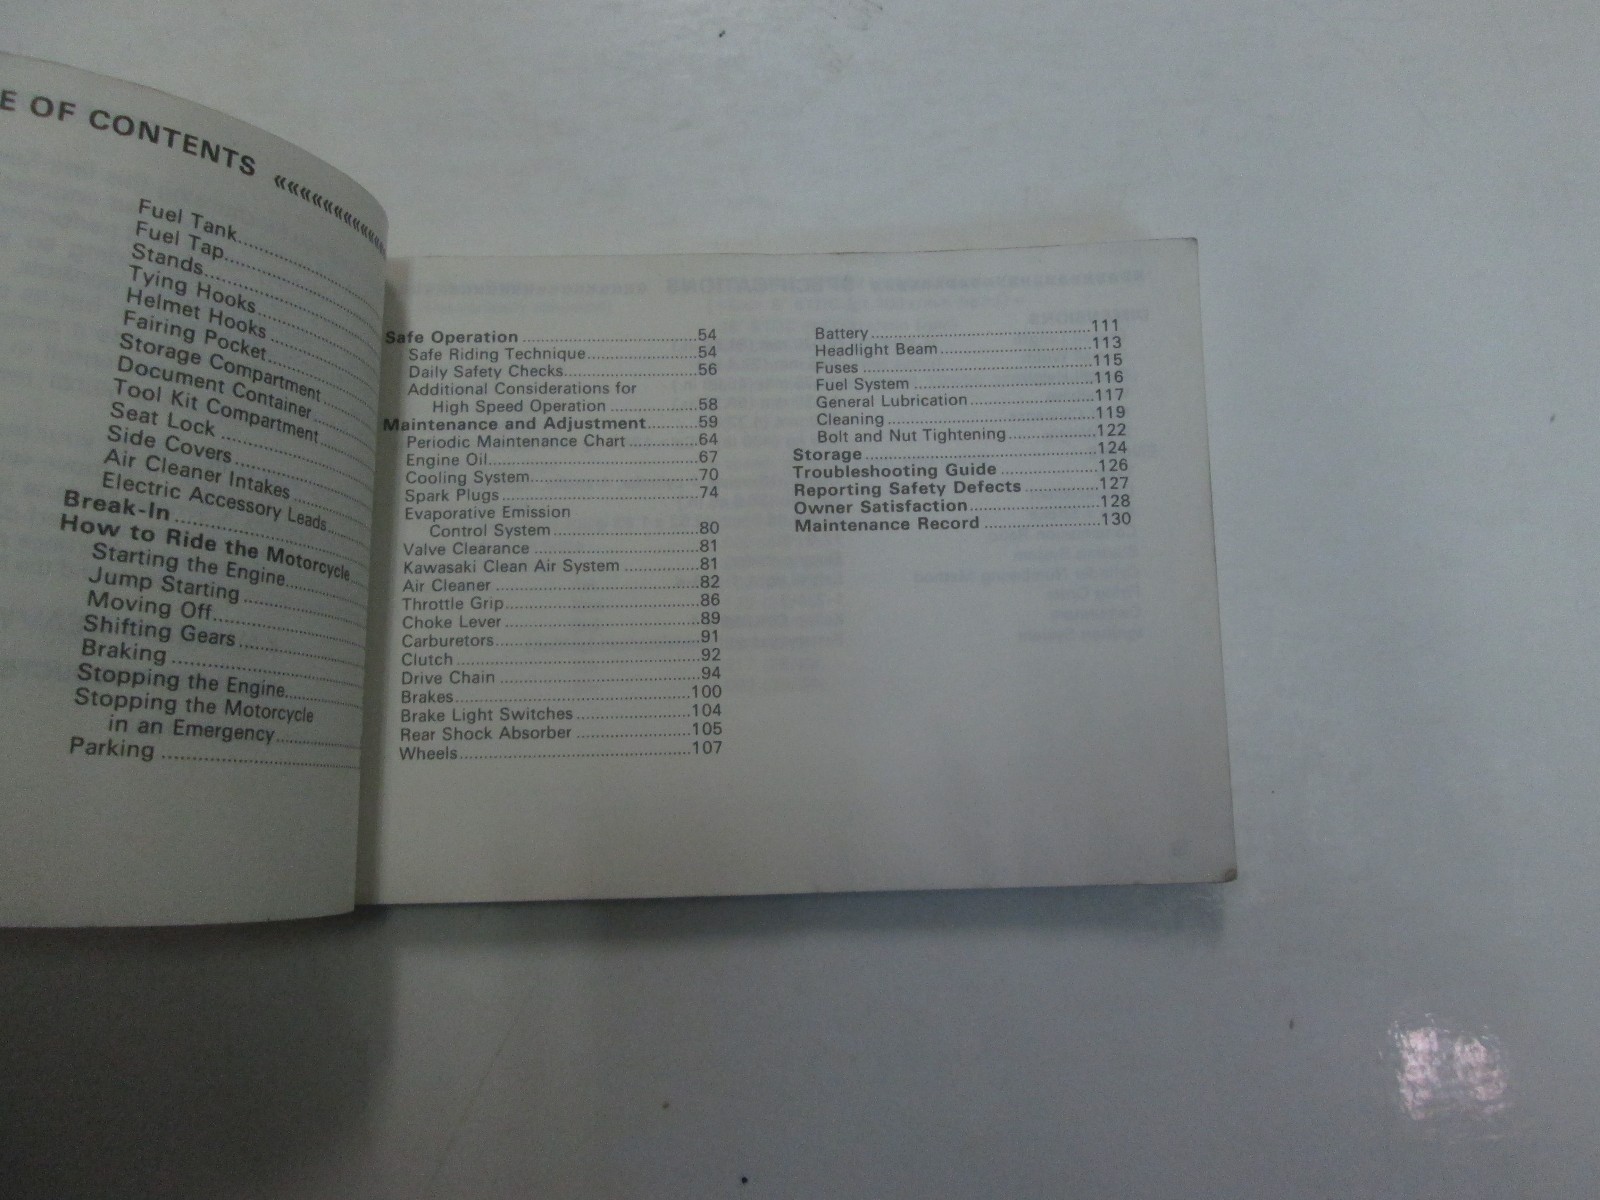 OF CONTENTS «««««««««««
Fuel Tank
Fuel Tap
Stands
Tying Hooks
Helmet Hooks
Fairing Pocket
Storage Compartment
Document Container
Tool Kit Compartment
Seat Lock
Side Covers
Air Cleaner Intakes
Electric Accessory Leads
Break-In
How to Ride the Motorcycle
Starting the Engine
Jump Starting
Moving Off
Shifting Gears
Braking
Stopping the Engine
Stopping the Motorcycle
in an Emergency
Parking
Safe Operation 54
Safe Riding Technique 54
Daily Safety Checks 56
Additional Considerations for
High Speed Operation 58
Maintenance and Adjustment 59
Periodic Maintenance Chart 64
Engine Oil 67
Cooling System 70
Spark Plugs 74
Evaporative Emission
Control System 80
Valve Clearance 81
Kawasaki Clean Air System 81
Air Cleaner 82
Throttle Grip 86
Choke Lever 89
Carburetors 91
Clutch 92
Drive Chain 94
Brakes 100
Brake Light Switches 104
Rear Shock Absorber 105
Wheels 107
Battery 111
Headlight Beam 113
Fuses 115
Fuel System 116
General Lubrication 117
Cleaning 119
Bolt and Nut Tightening 122
Storage 124
Troubleshooting Guide 126
Reporting Safety Defects 127
Owner Satisfaction 128
Maintenance Record 130